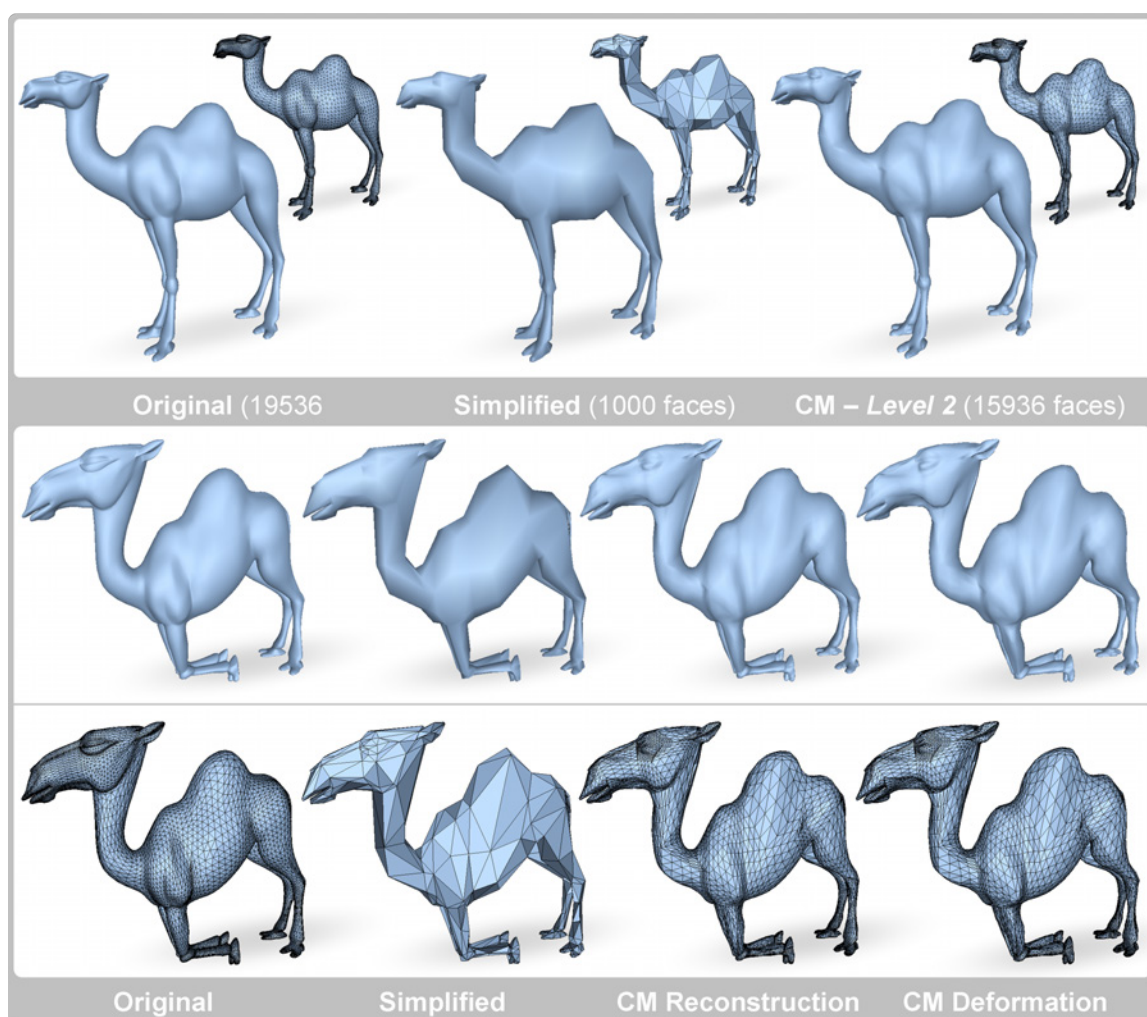 Original (19536
Simplified (1000 faces)
CM – Level 2 (15936 faces)
Original
Simplified
CM Reconstruction
CM Deformation